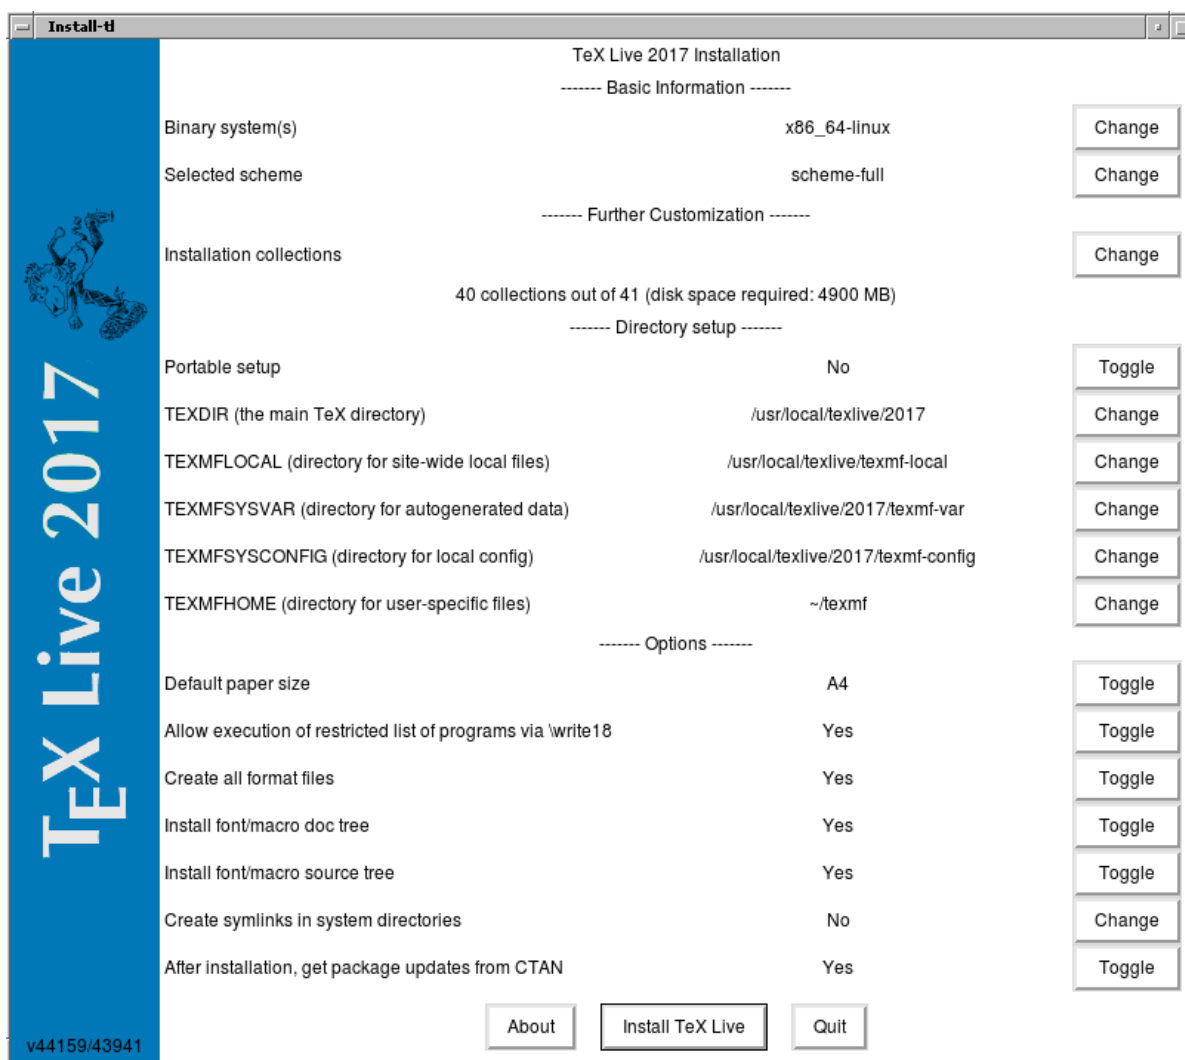 Install-tl
TeX Live 2017 Installation
------- Basic Information -------
Binary system(s) x86_64-linux Change
Selected scheme scheme-full Change
------- Further Customization -------
Installation collections Change
40 collections out of 41 (disk space required: 4900 MB)
------- Directory setup -------
Portable setup No Toggle
TEXDIR (the main TeX directory) /usr/local/texlive/2017 Change
TEXMFLOCAL (directory for site-wide local files) /usr/local/texlive/texmf-local Change
TEXMFSYSVAR (directory for autogenerated data) /usr/local/texlive/2017/texmf-var Change
TEXMFSYSCONFIG (directory for local config) /usr/local/texlive/2017/texmf-config Change
TEXMFHOME (directory for user-specific files) ~/texmf Change
------- Options -------
Default paper size A4 Toggle
Allow execution of restricted list of programs via \write18 Yes Toggle
Create all format files Yes Toggle
Install font/macro doc tree Yes Toggle
Install font/macro source tree Yes Toggle
Create symlinks in system directories No Change
After installation, get package updates from CTAN Yes Toggle
About Install TeX Live Quit
TEX Live 2017
v44159/43941